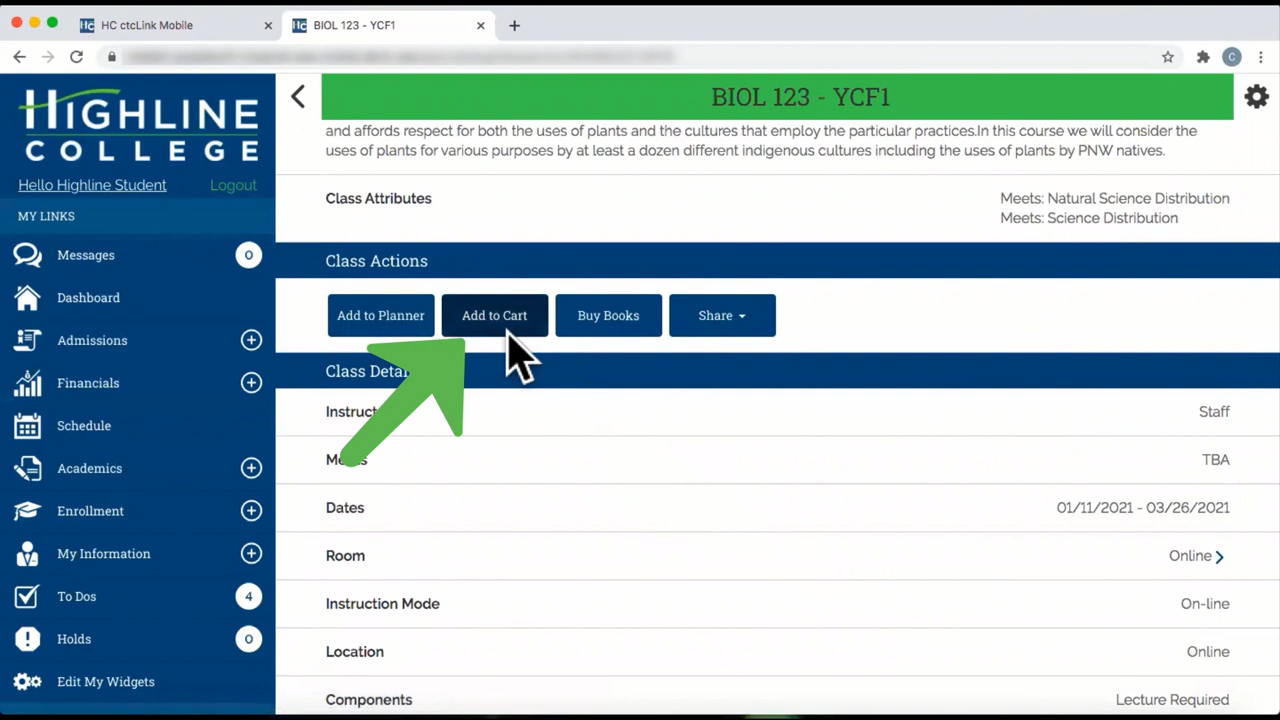 HC ctcLink Mobile
BIOL 123 - YCF1
C
HIGHLINE
COLLEGE
Hello Highline Student Logout
MY LINKS
Messages 0
Dashboard
Admissions
Financials
Schedule
Academics
Enrollment
My Information
To Dos 4
Holds 0
Edit My Widgets
BIOL 123 - YCF1
and affords respect for both the uses of plants and the cultures that employ the particular practices.In this course we will consider the
uses of plants for various purposes by at least a dozen different indigenous cultures including the uses of plants by PNW natives.
Class Attributes
Meets: Natural Science Distribution
Meets: Science Distribution
Class Actions
Add to Planner Add to Cart Buy Books Share
Class Detai
Instruct Staff
Me s TBA
Dates 01/11/2021 - 03/26/2021
Room Online
Instruction Mode On-line
Location Online
Components Lecture Required